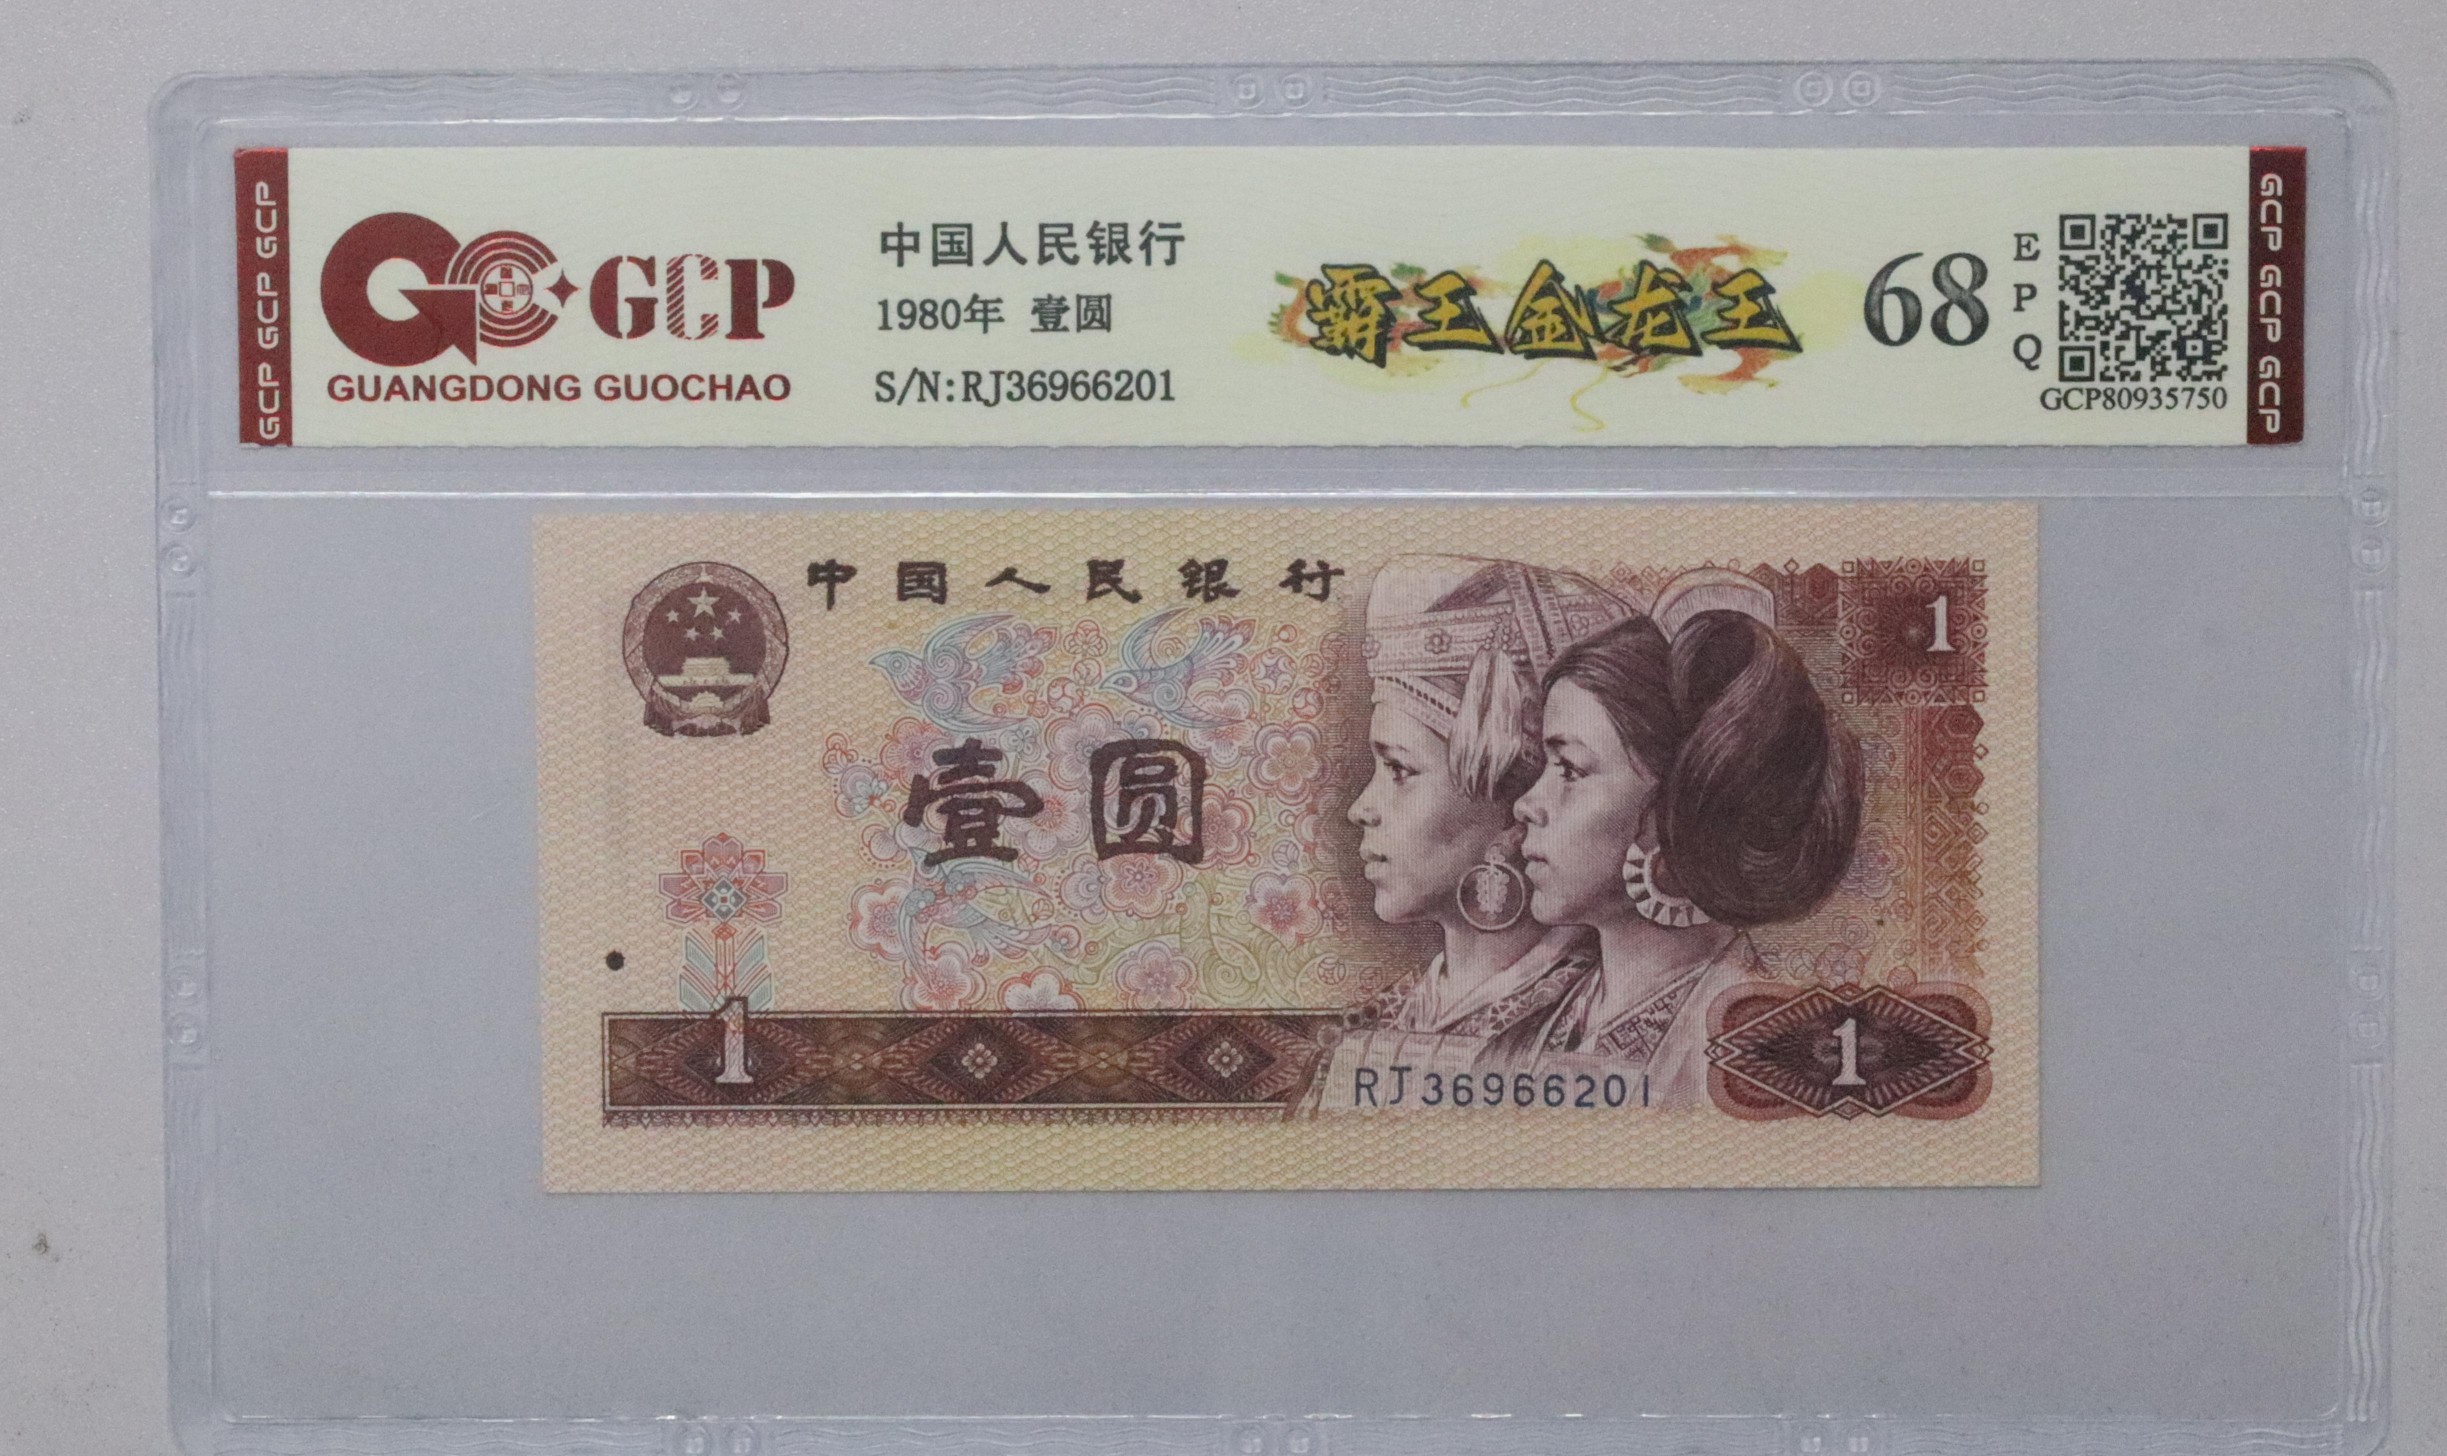 GCP GCP GCP
GCP
GUANGDONG GUOCHAO
中国人民银行
1980年 壹圆
S/N:RJ36966201
霸王金龙王
68
E
P
Q
GCP80935750
GCP GCP GCP
中国人民银行
1
壹圆
1
1
RJ36966201